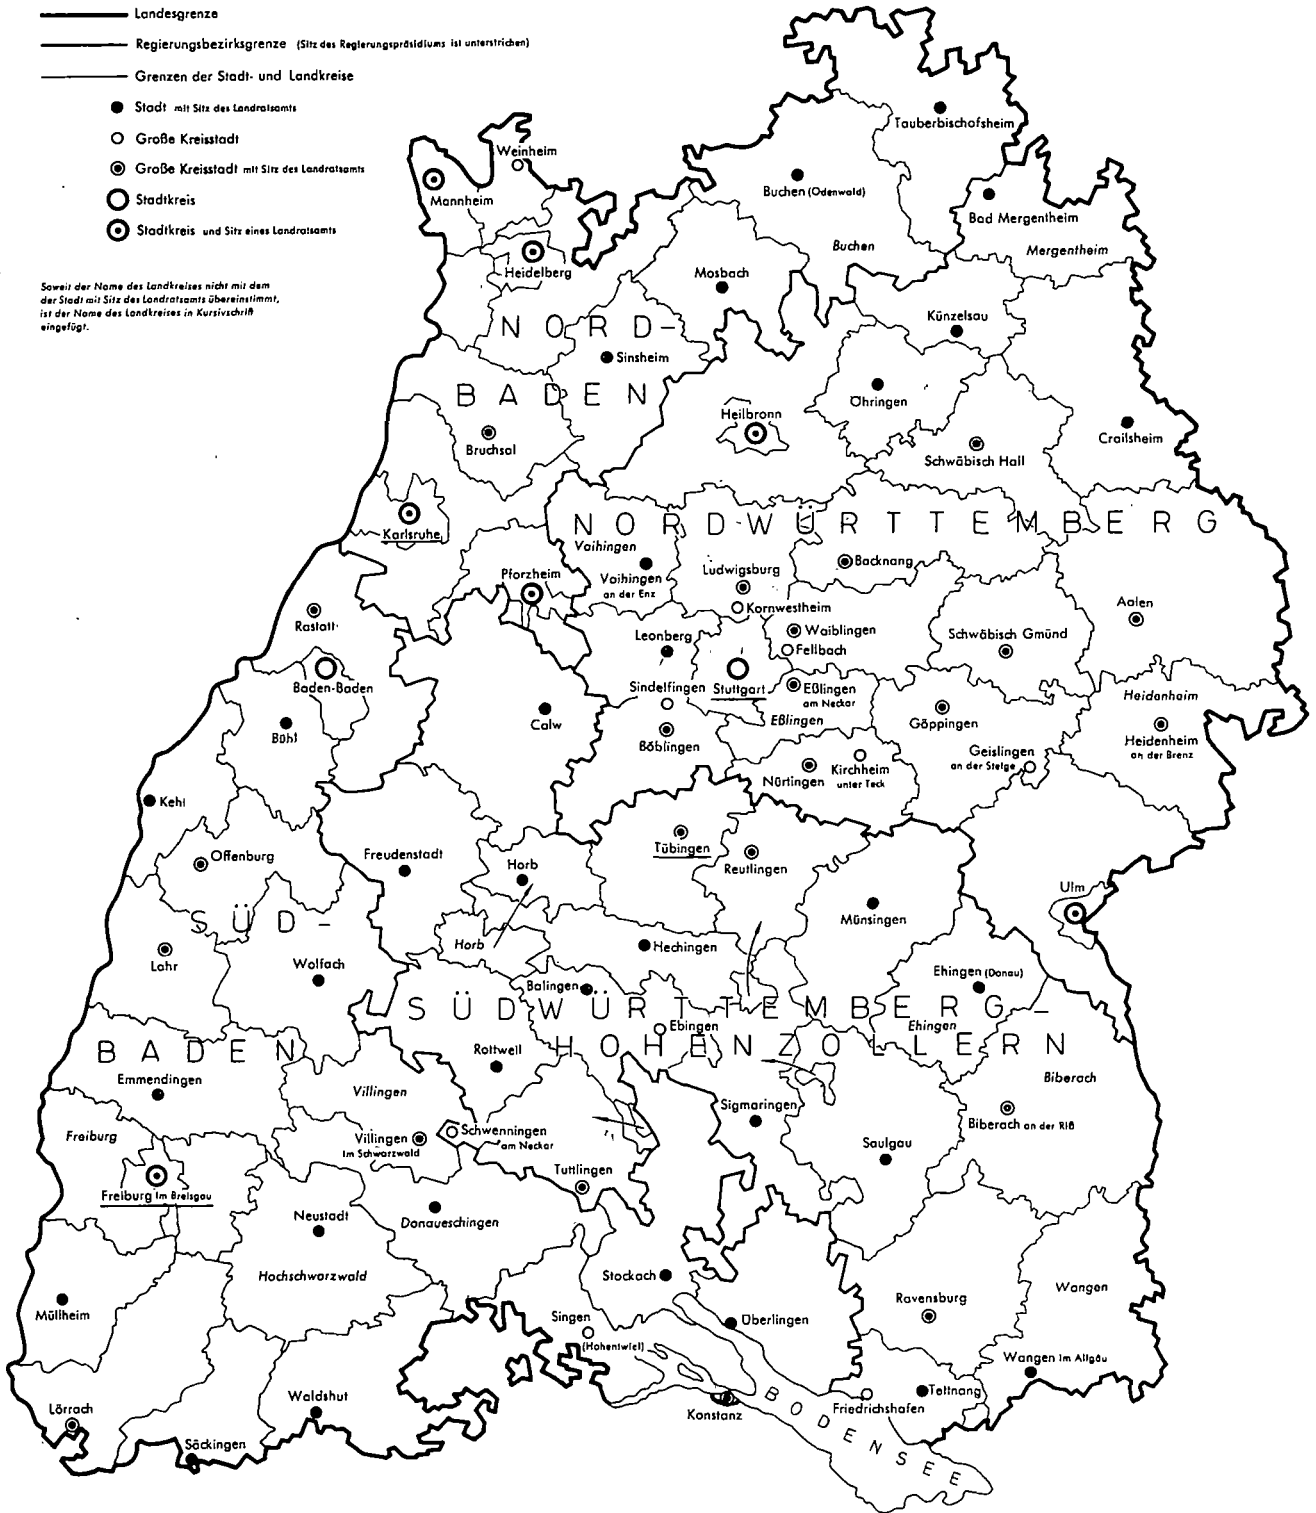 Landesgrenze
Regierungsbezirksgrenze (Sitz des Regierungspräsidiums ist unterstrichen)
Grenzen der Stadt- und Landkreise
Stadt mit Sitz des Landratsamts
Große Kreisstadt
Große Kreisstadt mit Sitz des Landratsamts
Stadtkreis
Stadtkreis und Sitz eines Landratsamts
Soweit der Name des Landkreises nicht mit dem
der Stadt mit Sitz des Landratsamts übereinstimmt,
ist der Name des Landkreises in Kursivschrift
eingefügt.
Tauberbischofsheim
Weinheim
Mannheim
Buchen (Odenwald)
Bad Mergentheim
Buchen
Mergentheim
Heidelberg
Mosbach
Künzelsau
NORD-
Sinsheim
BADEN
Öhringen
Heilbronn
Bruchsal
Crailsheim
Schwäbisch Hall
Karlsruhe
NORDWÜRTTEMBERG
Vaihingen
Vaihingen
an der Enz
Ludwigsburg
Backnang
Pforzheim
Kornwestheim
Rastatt
Aalen
Leonberg
Waiblingen
Schwäbisch Gmünd
Fellbach
Baden-Baden
Sindelfingen
Stuttgart
Eßlingen
am Neckar
Heidenheim
Bühl
Calw
Eßlingen
Göppingen
Böblingen
Heidenheim
an der Brenz
Geislingen
an der Steige
Nürtingen
Kirchheim
unter Teck
Kehl
Offenburg
Freudenstadt
Horb
Tübingen
Reutlingen
Ulm
SÜD-
Münsingen
Horb
Hechingen
Lahr
Wolfach
Ehingen (Donau)
Balingen
SÜDWÜRTTEMBERG-
Ebingen
Ehingen
BADEN
HOHENZOLLERN
Rottweil
Emmendingen
Villingen
Biberach
Sigmaringen
Freiburg
Villingen
im Schwarzwald
Schwenningen
am Neckar
Biberach an der Riß
Saulgau
Tuttlingen
Freiburg im Breisgau
Neustadt
Donaueschingen
Hochschwarzwald
Stockach
Wangen
Müllheim
Singen
(Hohentwiel)
Überlingen
Ravensburg
Wangen im Allgäu
Lörrach
Waldshut
Konstanz
Friedrichshafen
Tettnang
Säckingen
BODENSEE